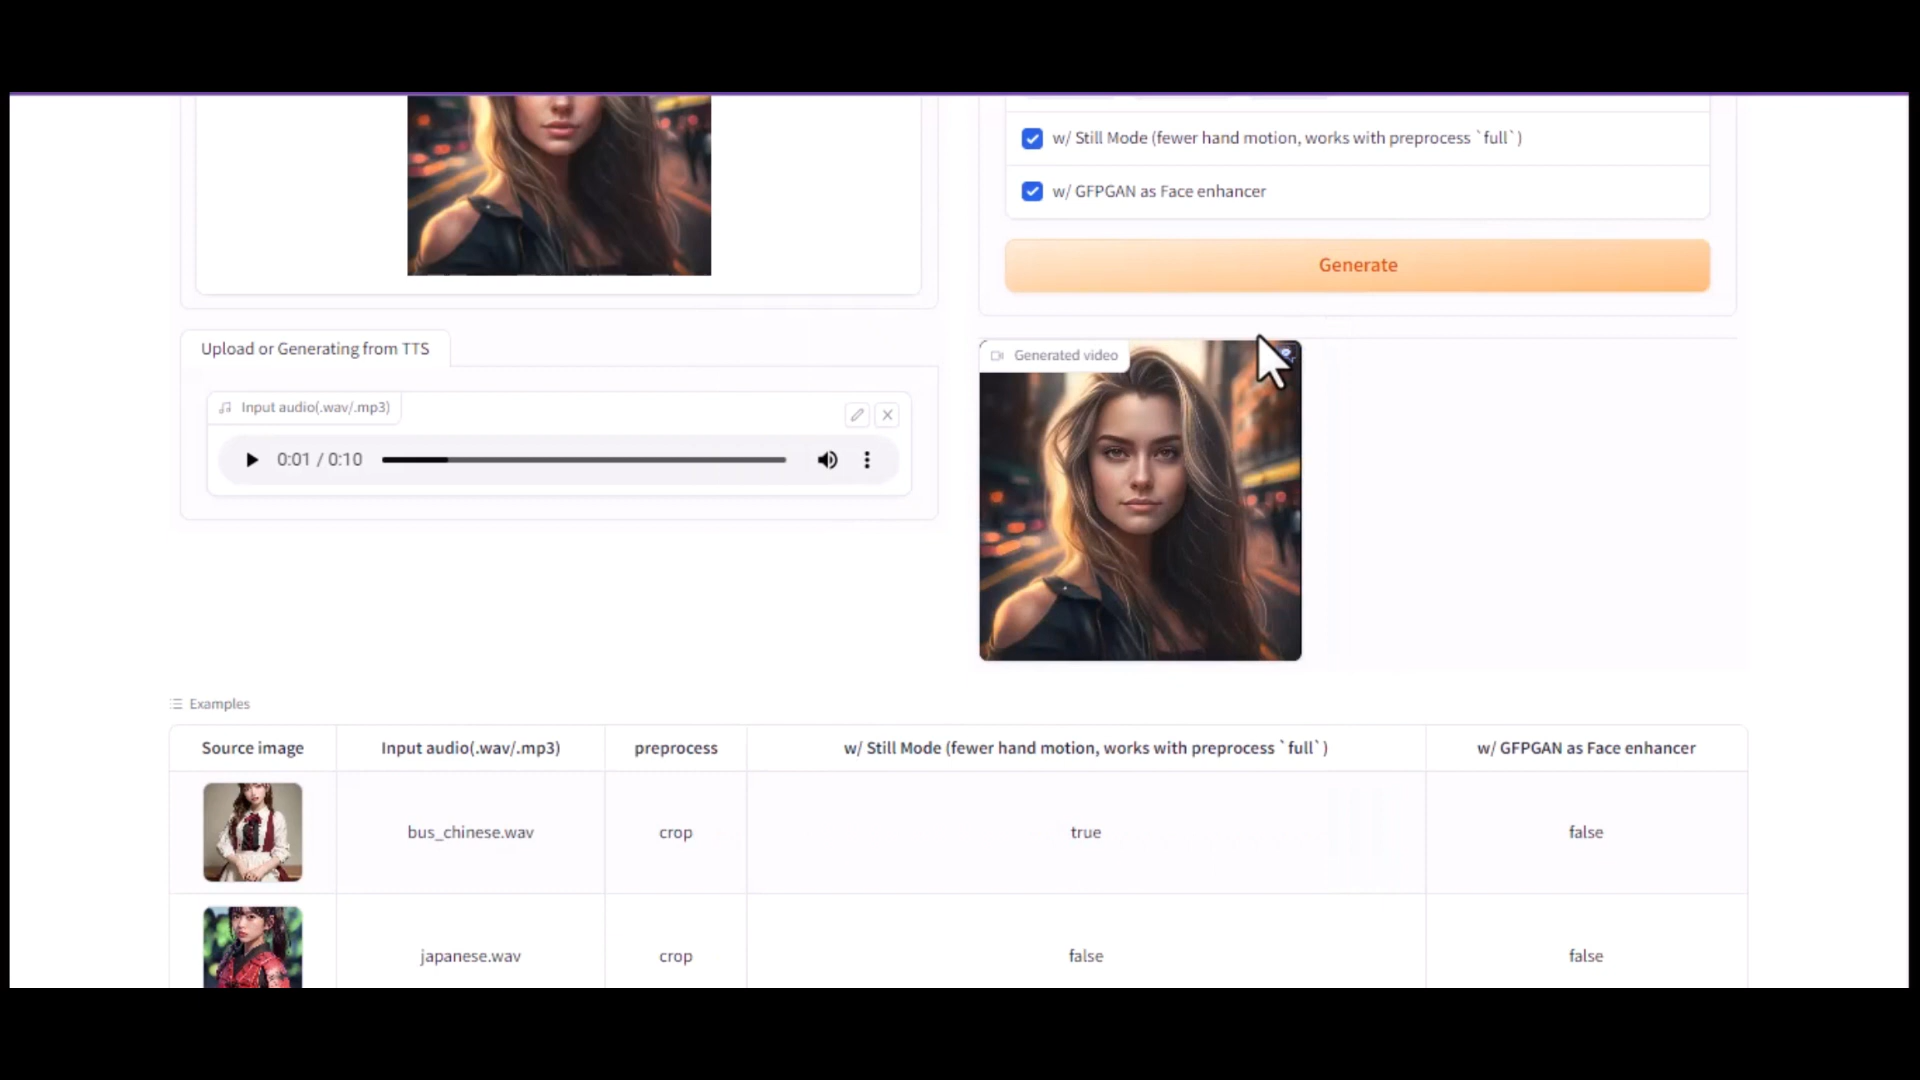 w/ Still Mode (fewer hand motion, works with preprocess `full`)
w/ GFPGAN as Face enhancer
Generate
Upload or Generating from TTS
Input audio(.wav/.mp3)
0:01 / 0:10
Generated video
Examples
Source image
Input audio(.wav/.mp3)
preprocess
w/ Still Mode (fewer hand motion, works with preprocess `full`)
w/ GFPGAN as Face enhancer
bus_chinese.wav
crop
true
false
japanese.wav
crop
false
false